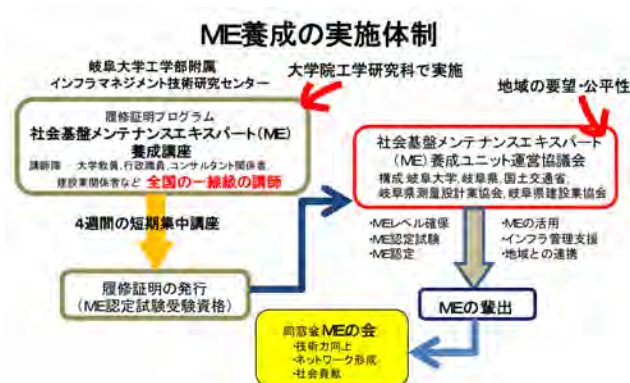 ME養成の実施体制
岐阜大学工学部附属
インフラマネジメント技術研究センター
大学院工学研究科で実施
地域の要望・公平性
履修証明プログラム
社会基盤メンテナンスエキスパート(ME)
養成講座
講師陣 大学教員,行政職員,コンサルタント関係者,
建設業関係者など 全国の一線級の講師
社会基盤メンテナンスエキスパート
(ME)養成ユニット運営協議会
構成:岐阜大学,岐阜県,国土交通省,
岐阜県測量設計業協会,岐阜県建設業協会
4週間の短期集中講座
・MEレベル確保
・ME認定試験
・ME認定
・MEの活用
・インフラ管理支援
・地域との連携
履修証明の発行
(ME認定試験受験資格)
MEの輩出
同窓会 MEの会
・技術力向上
・ネットワーク形成
・社会貢献